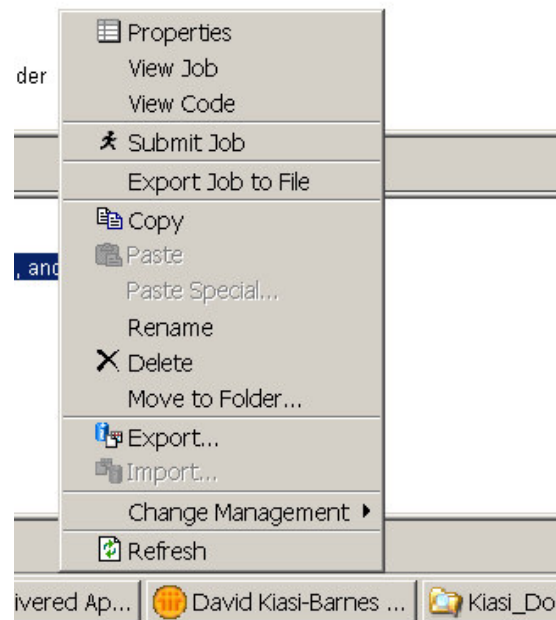 Properties
View Job
der
View Code
Submit Job
Export Job to File
Copy
Paste
, and
Paste Special...
Rename
Delete
Move to Folder...
Export...
Import...
Change Management
Refresh
ivered Ap...
David Kiasi-Barnes ...
Kiasi_Do